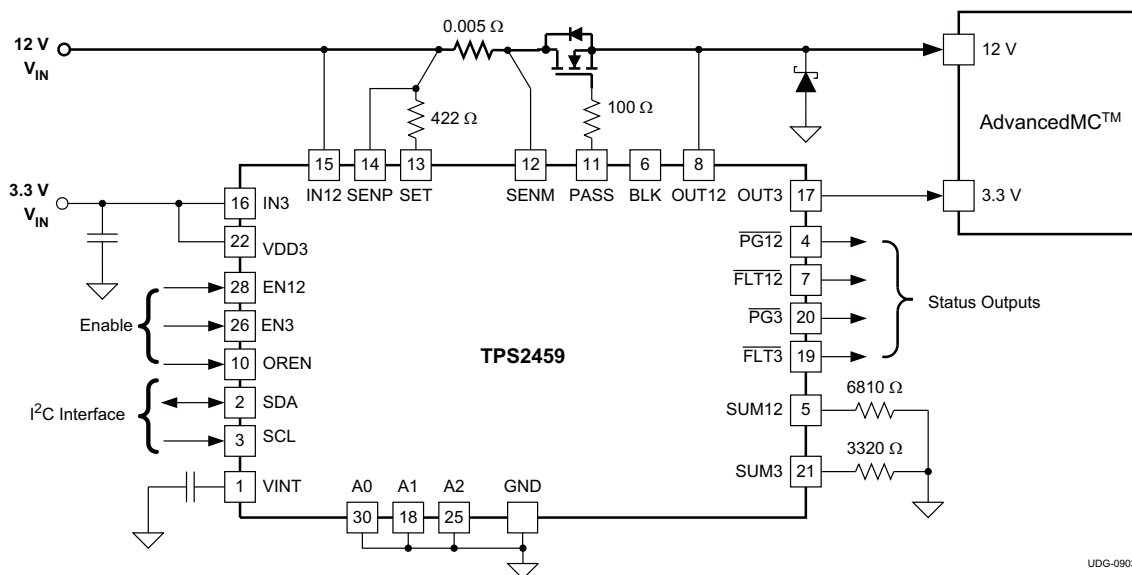 0.005 Ω
12 V
V_IN
12 V
AdvancedMC™
422 Ω
100 Ω
15
14
13
12
11
6
8
IN12
SENP
SET
SENM
PASS
BLK
OUT12
OUT3
17
3.3 V
3.3 V
V_IN
16
IN3
22
VDD3
PG12
4
28
EN12
FLT12
7
Status Outputs
Enable
26
EN3
PG3
20
10
OREN
TPS2459
FLT3
19
I²C Interface
2
SDA
6810 Ω
SUM12
5
3
SCL
3320 Ω
SUM3
21
1
VINT
A0
A1
A2
GND
30
18
25